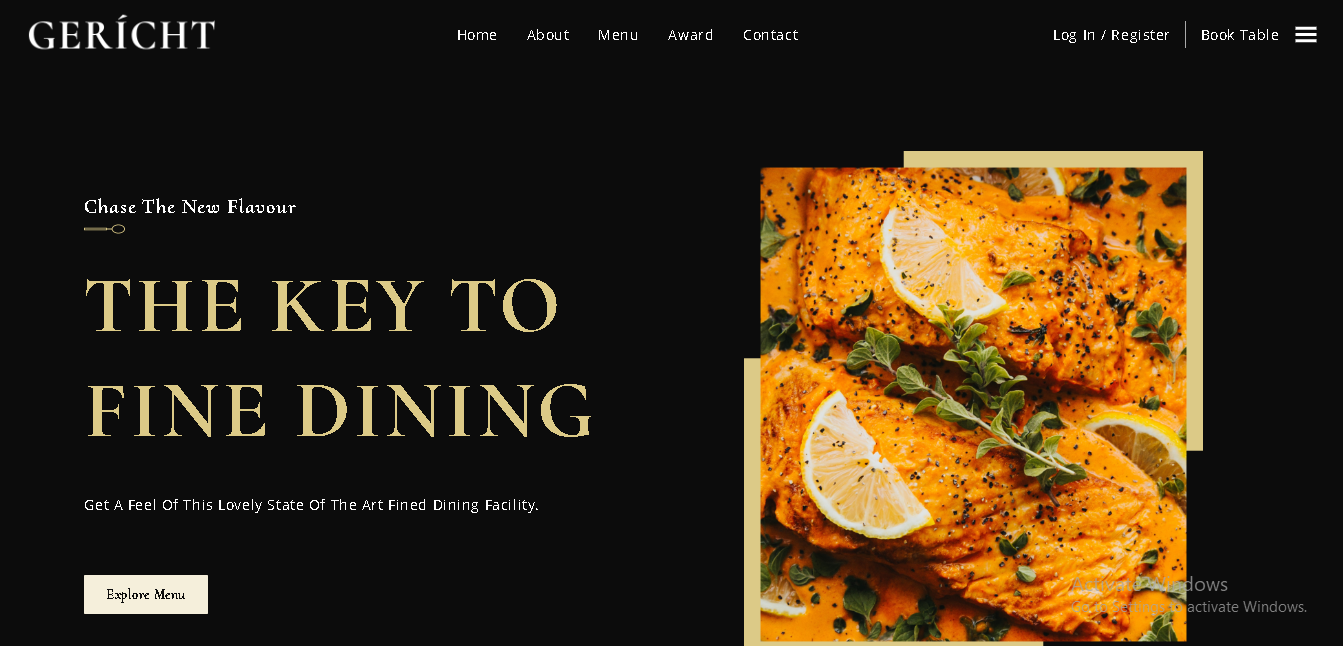 GERÍCHT
Home About Menu Award Contact
Log In / Register Book Table
Chase The New Flavour
THE KEY TO
FINE DINING
Get A Feel Of This Lovely State Of The Art Fined Dining Facility.
Explore Menu
Activate Windows
Go to Settings to activate Windows.